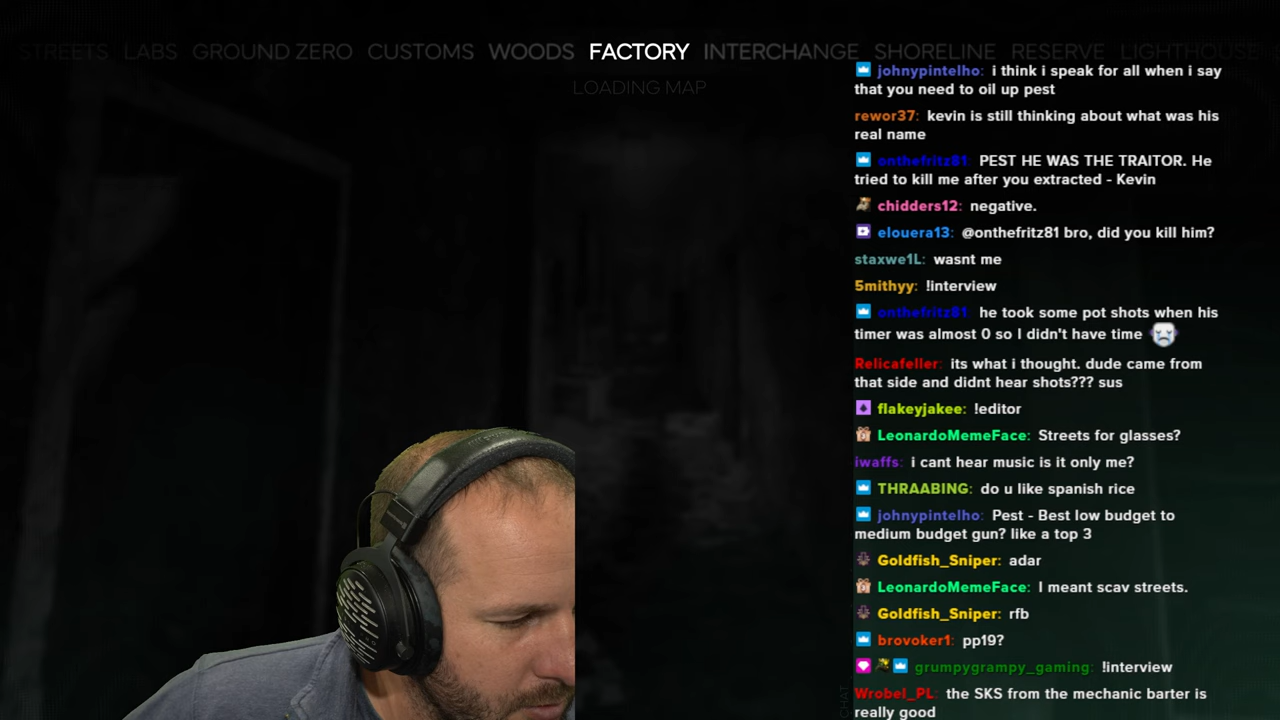 STREETS LABS GROUND ZERO CUSTOMS WOODS FACTORY INTERCHANGE SHORELINE RESERVE LIGHTHOUSE
LOADING MAP
johnypintelho: i think i speak for all when i say
that you need to oil up pest
rewor37: kevin is still thinking about what was his
real name
onthefritz81: PEST HE WAS THE TRAITOR. He
tried to kill me after you extracted - Kevin
chidders12: negative.
elouera13: @onthefritz81 bro, did you kill him?
staxwe1L: wasnt me
5mithyy: !interview
onthefritz81: he took some pot shots when his
timer was almost 0 so I didn't have time
Relicafeller: its what i thought. dude came from
that side and didnt hear shots??? sus
flakeyjakee: !editor
LeonardoMemeFace: Streets for glasses?
iwaffs: i cant hear music is it only me?
THRAABING: do u like spanish rice
johnypintelho: Pest - Best low budget to
medium budget gun? like a top 3
Goldfish_Sniper: adar
LeonardoMemeFace: I meant scav streets.
Goldfish_Sniper: rfb
brovoker1: pp19?
grumpygrampy_gaming: !interview
Wrobel_PL: the SKS from the mechanic barter is
really good
CHAT